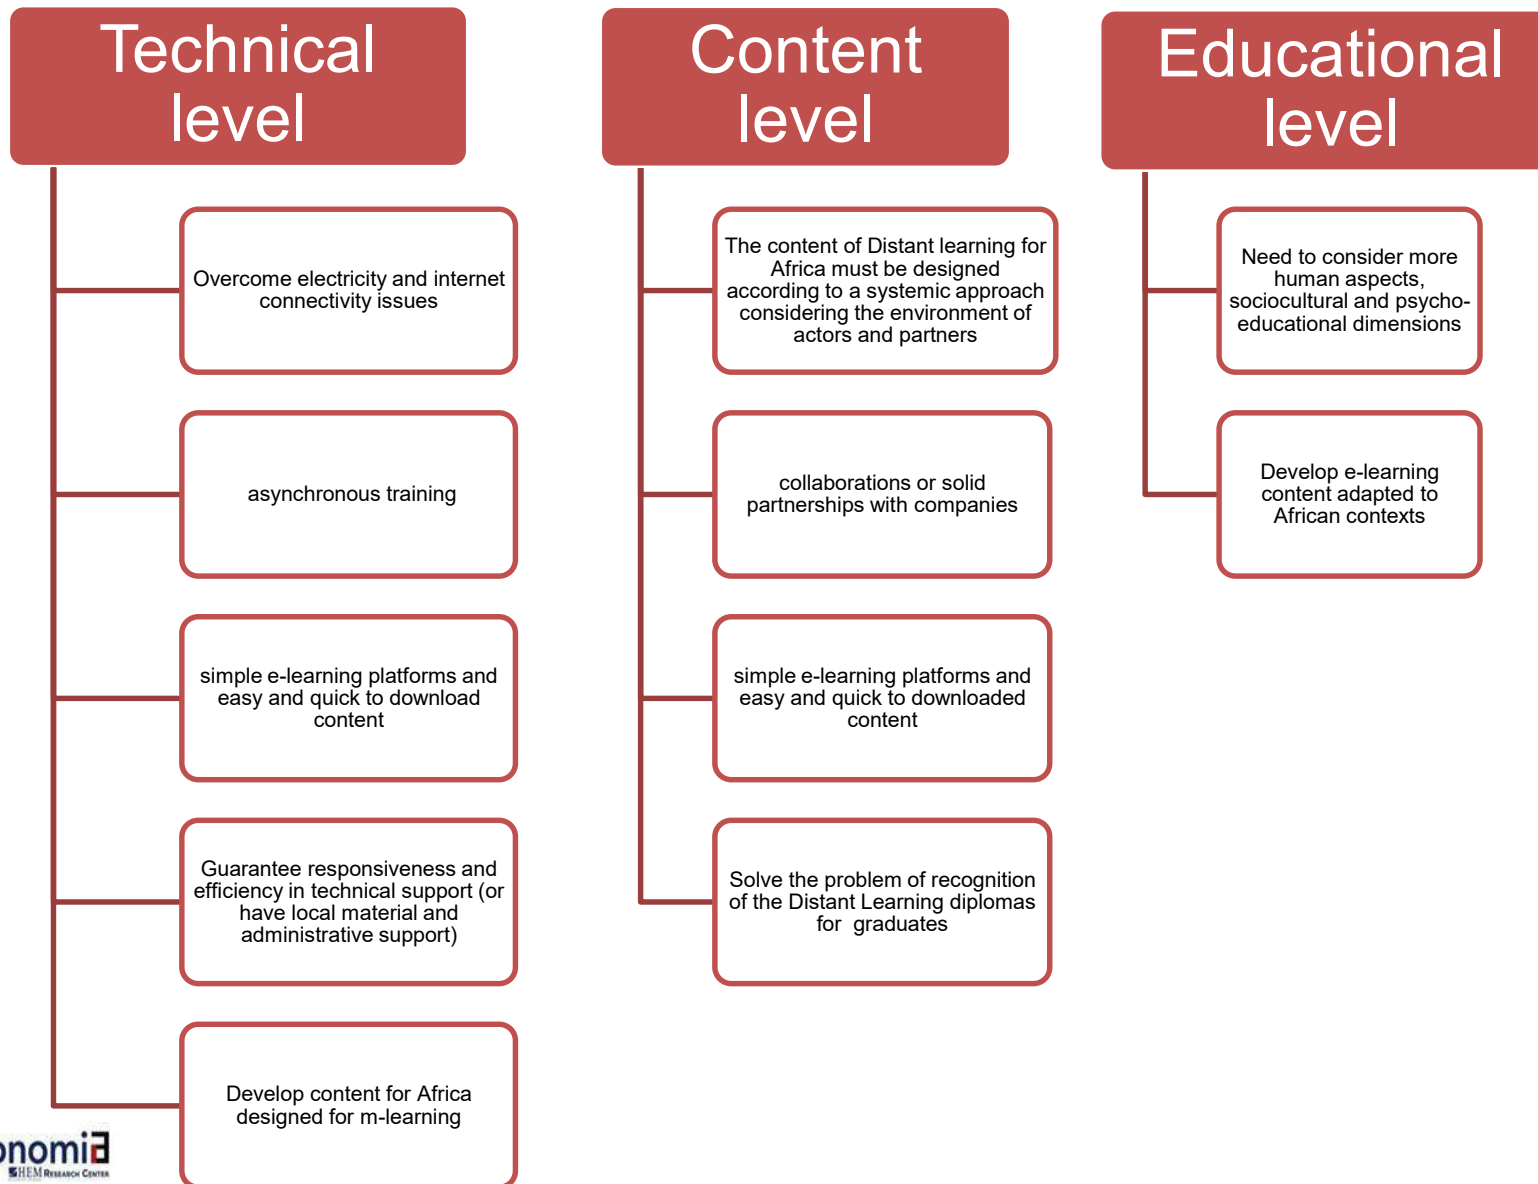 Technical
level
Overcome electricity and internet
connectivity issues
asynchronous training
simple e-learning platforms and
easy and quick to download
content
Guarantee responsiveness and
efficiency in technical support (or
have local material and
administrative support)
Develop content for Africa
designed for m-learning
Content
level
The content of Distant learning for
Africa must be designed
according to a systemic approach
considering the environment of
actors and partners
collaborations or solid
partnerships with companies
simple e-learning platforms and
easy and quick to downloaded
content
Solve the problem of recognition
of the Distant Learning diplomas
for  graduates
Educational
level
Need to consider more
human aspects,
sociocultural and psycho-
educational dimensions
Develop e-learning
content adapted to
African contexts
onomia
HEM RESEARCH CENTER